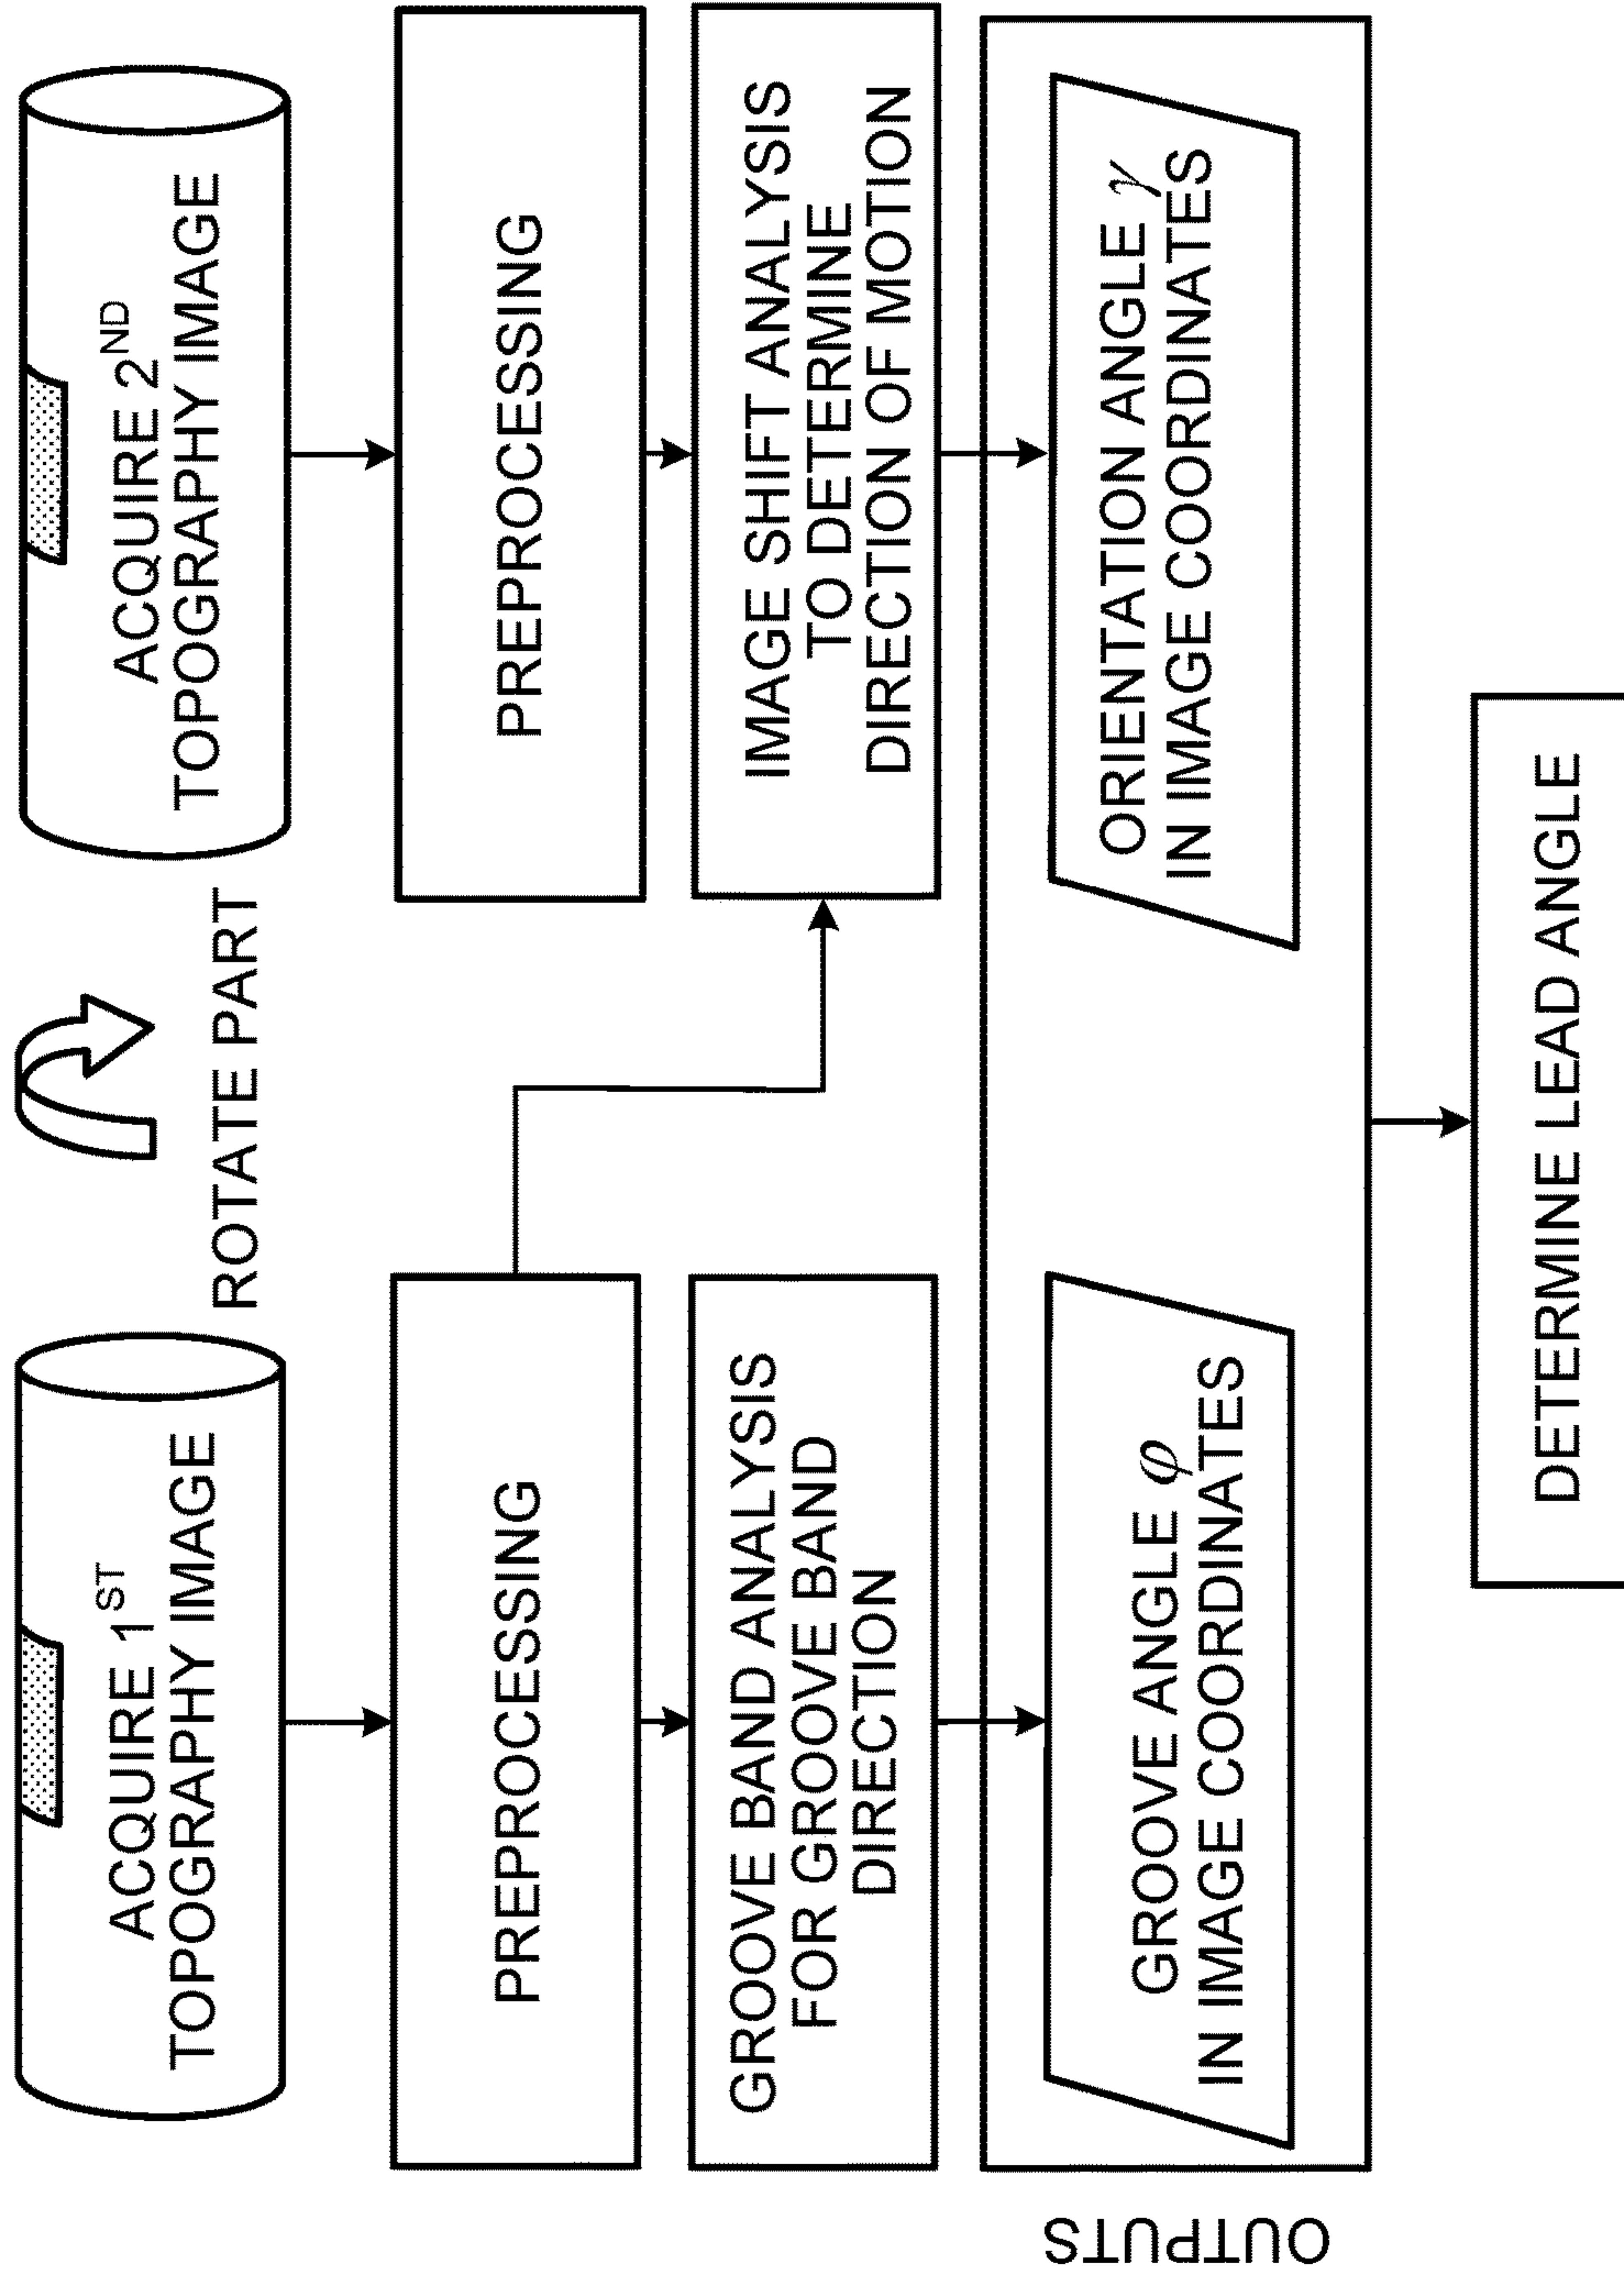 ACQUIRE 1ST
TOPOGRAPHY IMAGE
ROTATE PART
ACQUIRE 2ND
TOPOGRAPHY IMAGE
PREPROCESSING
PREPROCESSING
GROOVE BAND ANALYSIS
FOR GROOVE BAND
DIRECTION
IMAGE SHIFT ANALYSIS
TO DETERMINE
DIRECTION OF MOTION
OUTPUTS
GROOVE ANGLE φ
IN IMAGE COORDINATES
ORIENTATION ANGLE γ
IN IMAGE COORDINATES
DETERMINE LEAD ANGLE